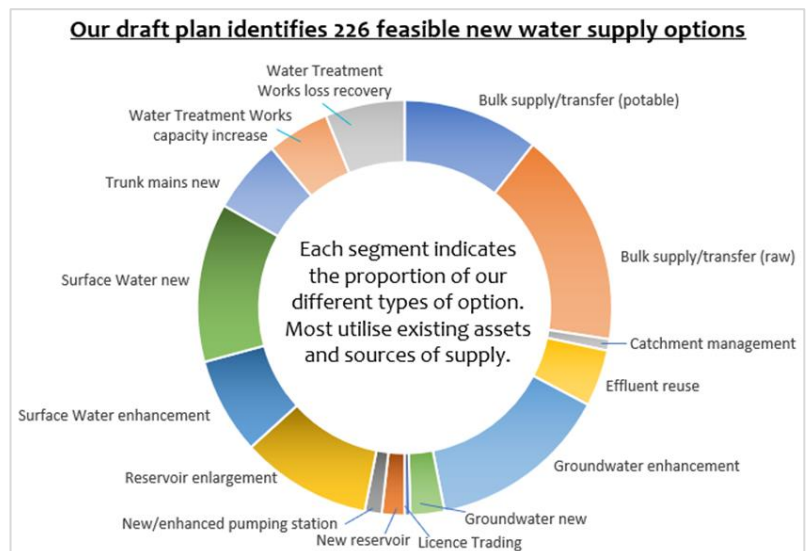 Our draft plan identifies 226 feasible new water supply options
Water Treatment
Works loss recovery
Bulk supply/transfer (potable)
Water Treatment Works
capacity increase
Trunk mains new
Surface Water new
Each segment indicates
the proportion of our
different types of option.
Most utilise existing assets
and sources of supply.
Bulk supply/transfer (raw)
Catchment management
Effluent reuse
Surface Water enhancement
Groundwater enhancement
Reservoir enlargement
New/enhanced pumping station
Groundwater new
New reservoir
Licence Trading